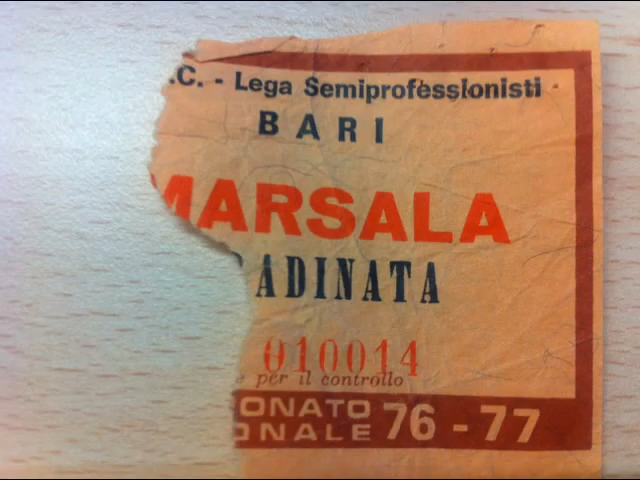 .C. - Lega Semiprofessionisti
BARI
MARSALA
ADINATA
010014
e per il controllo
ONATO
ONALE 76-77